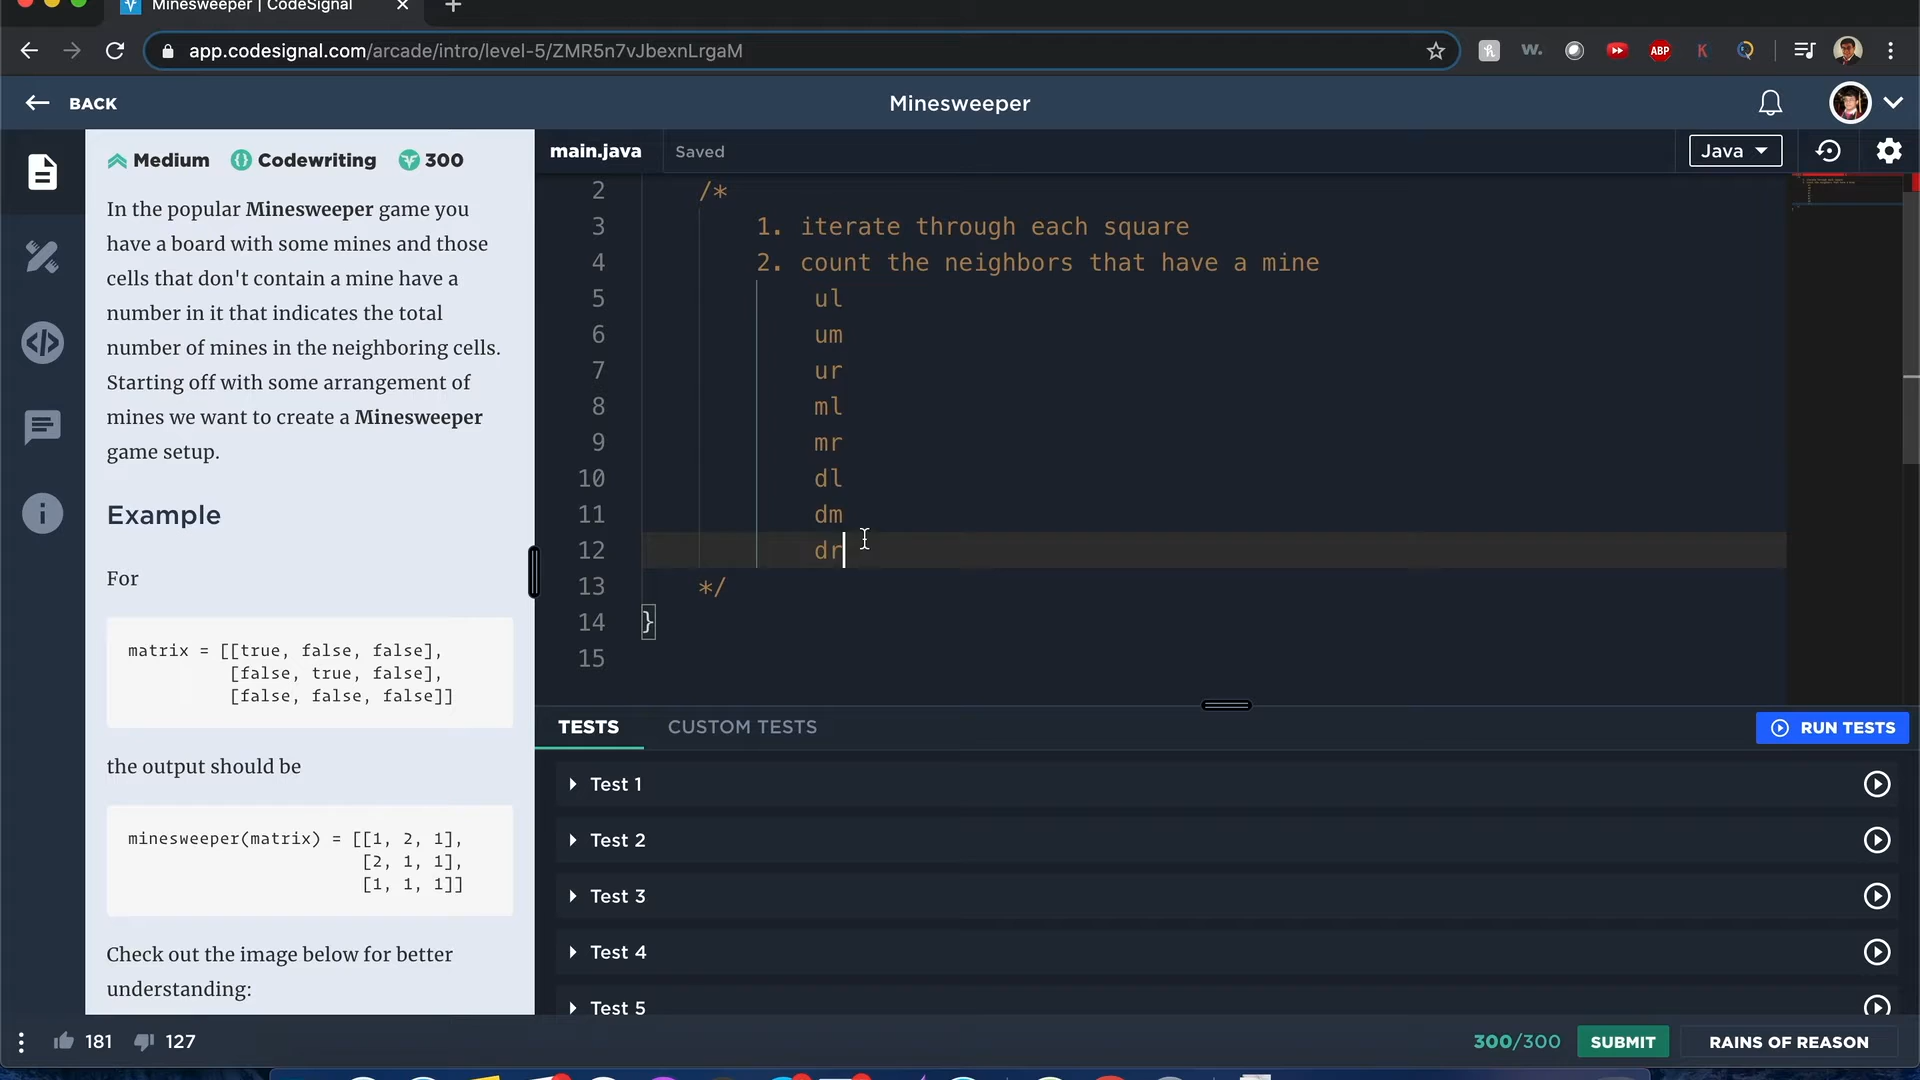 Minesweeper | CodeSignal
app.codesignal.com/arcade/intro/level-5/ZMR5n7vJbexnLrgaM
w.
ABP
K
BACK
Minesweeper
Medium
Codewriting
300
In the popular Minesweeper game you
have a board with some mines and those
cells that don't contain a mine have a
number in it that indicates the total
number of mines in the neighboring cells.
Starting off with some arrangement of
mines we want to create a Minesweeper
game setup.
Example
For
matrix = [[true, false, false],
[false, true, false],
[false, false, false]]
the output should be
minesweeper(matrix) = [[1, 2, 1],
[2, 1, 1],
[1, 1, 1]]
Check out the image below for better
understanding:
main.java
Saved
Java
2 /*
3 1. iterate through each square
4 2. count the neighbors that have a mine
5 ul
6 um
7 ur
8 ml
9 mr
10 dl
11 dm
12 dr
13 */
14 }
15
TESTS
CUSTOM TESTS
RUN TESTS
Test 1
Test 2
Test 3
Test 4
Test 5
181
127
300/300
SUBMIT
RAINS OF REASON